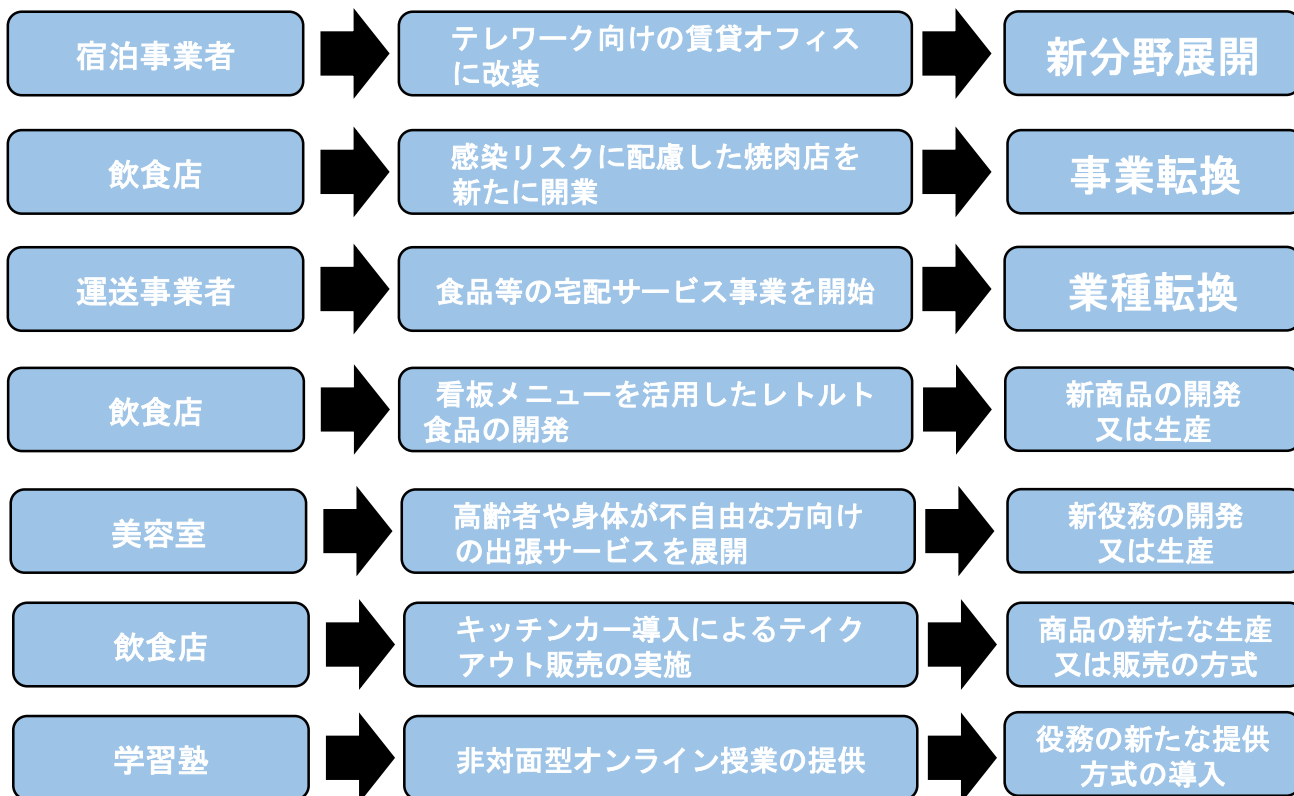 宿泊事業者
テレワーク向けの賃貸オフィス
に改装
新分野展開
飲食店
感染リスクに配慮した焼肉店を
新たに開業
事業転換
運送事業者
食品等の宅配サービス事業を開始
業種転換
飲食店
看板メニューを活用したレトルト
食品の開発
新商品の開発
又は生産
美容室
高齢者や身体が不自由な方向け
の出張サービスを展開
新役務の開発
又は生産
飲食店
キッチンカー導入によるテイク
アウト販売の実施
商品の新たな生産
又は販売の方式
学習塾
非対面型オンライン授業の提供
役務の新たな提供
方式の導入